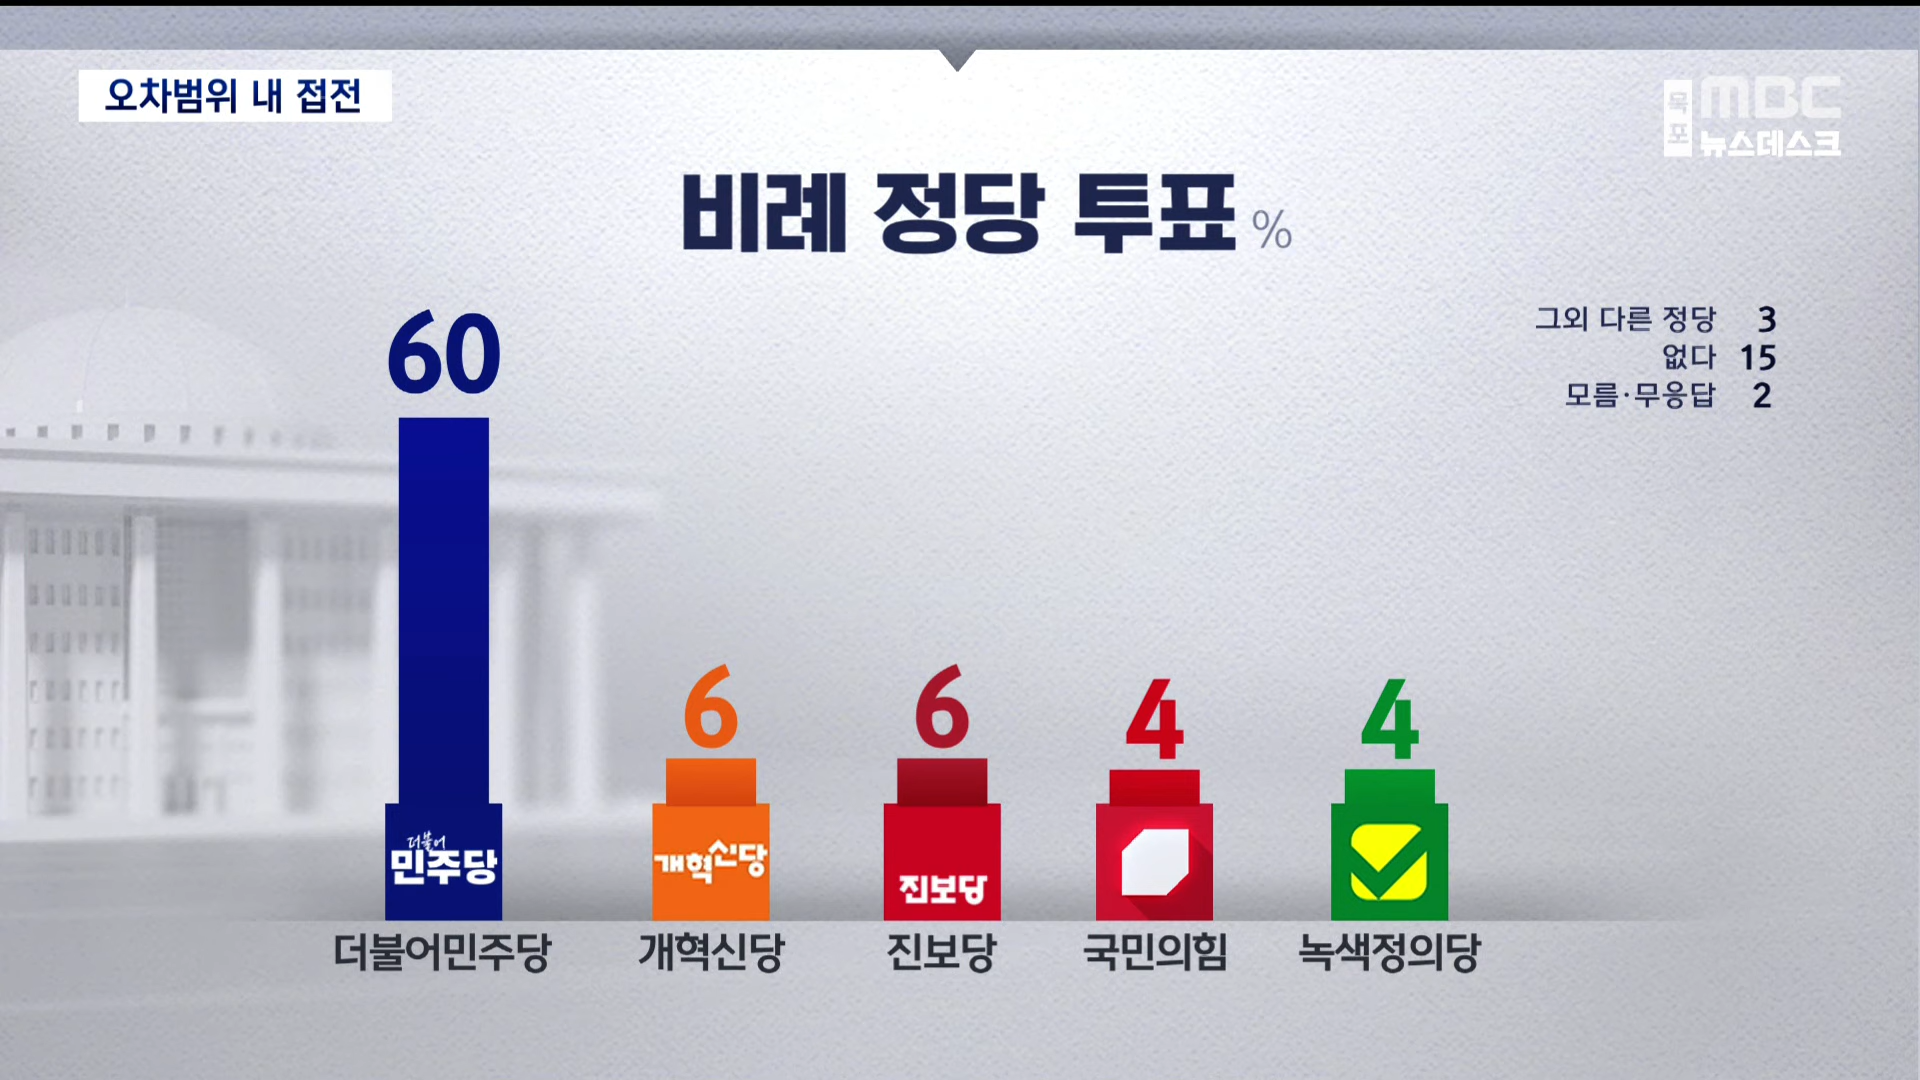 오차범위 내 접전
목포 MBC
뉴스데스크
비례 정당 투표 %
그외 다른 정당 3
없다 15
모름·무응답 2
60
6
6
4
4
더불어
민주당
개혁신당
진보당
더불어민주당
개혁신당
진보당
국민의힘
녹색정의당